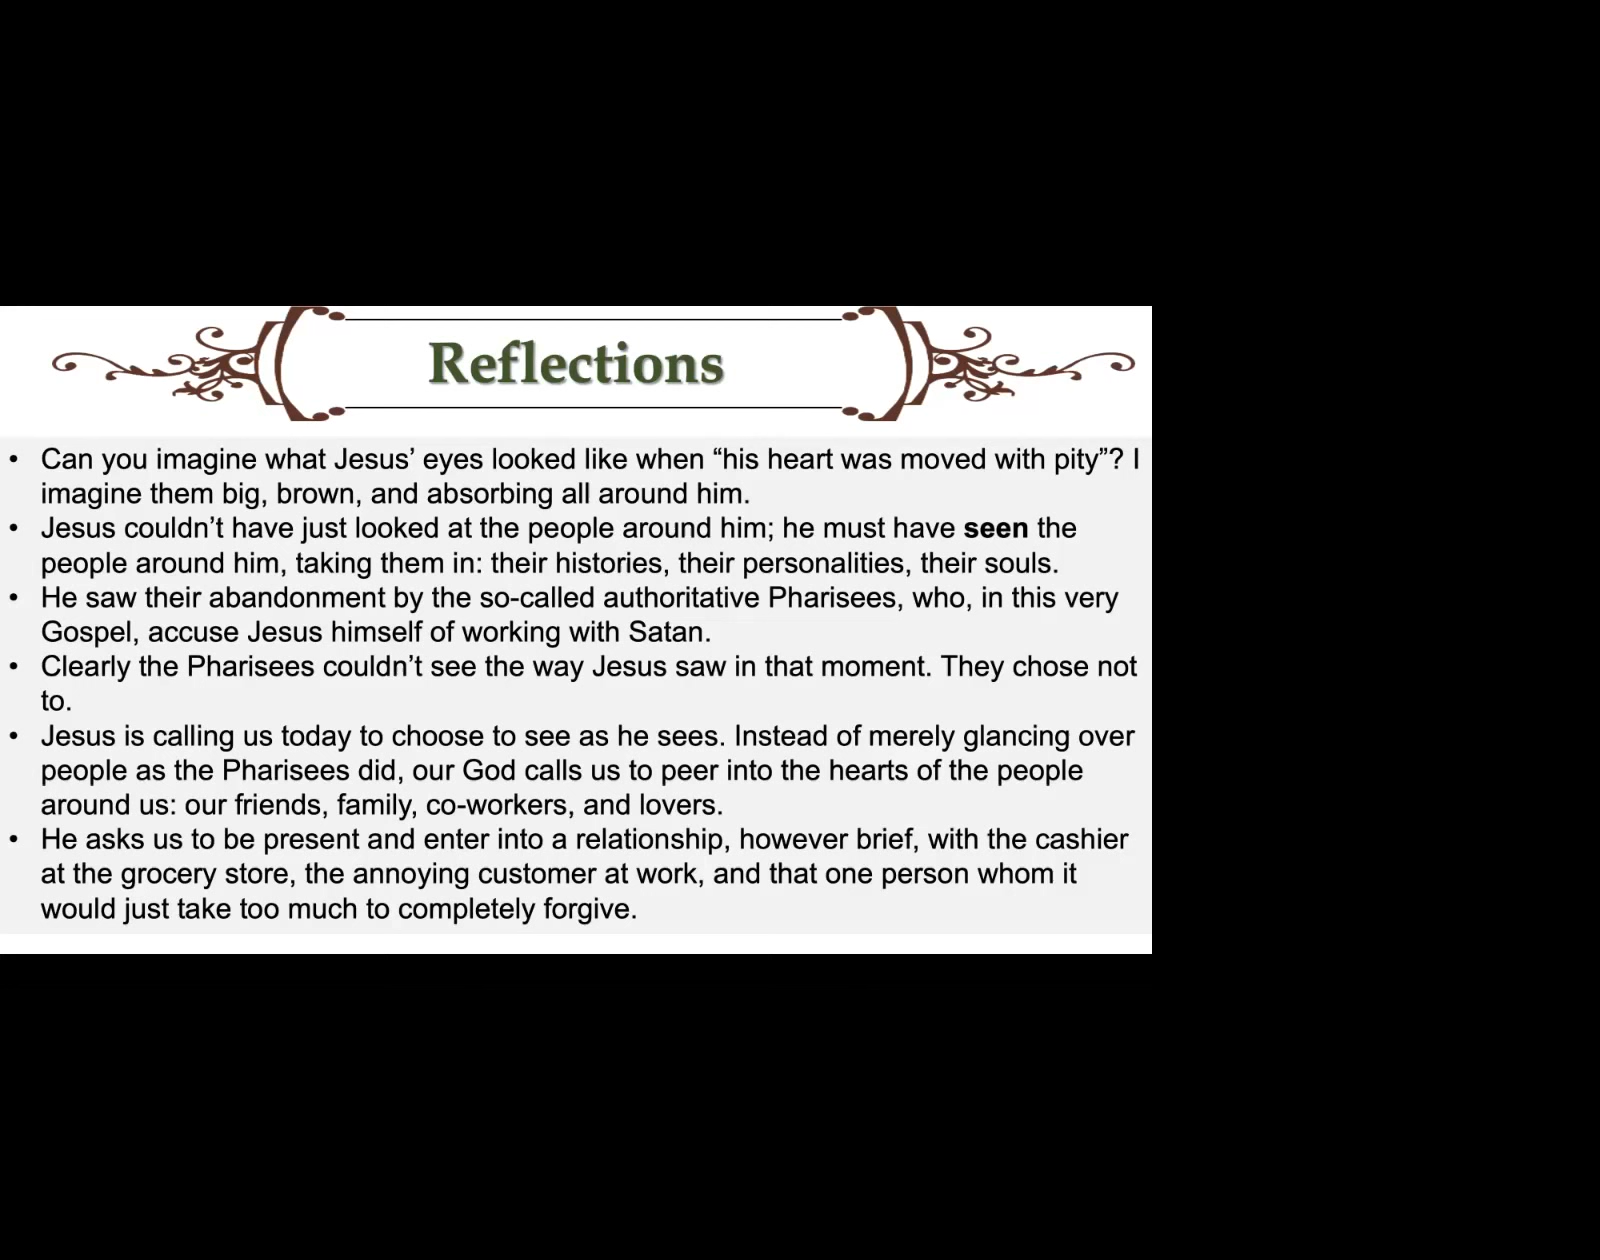 Reflections
• Can you imagine what Jesus’ eyes looked like when “his heart was moved with pity”? I
imagine them big, brown, and absorbing all around him.
• Jesus couldn’t have just looked at the people around him; he must have seen the
people around him, taking them in: their histories, their personalities, their souls.
• He saw their abandonment by the so-called authoritative Pharisees, who, in this very
Gospel, accuse Jesus himself of working with Satan.
• Clearly the Pharisees couldn’t see the way Jesus saw in that moment. They chose not
to.
• Jesus is calling us today to choose to see as he sees. Instead of merely glancing over
people as the Pharisees did, our God calls us to peer into the hearts of the people
around us: our friends, family, co-workers, and lovers.
• He asks us to be present and enter into a relationship, however brief, with the cashier
at the grocery store, the annoying customer at work, and that one person whom it
would just take too much to completely forgive.